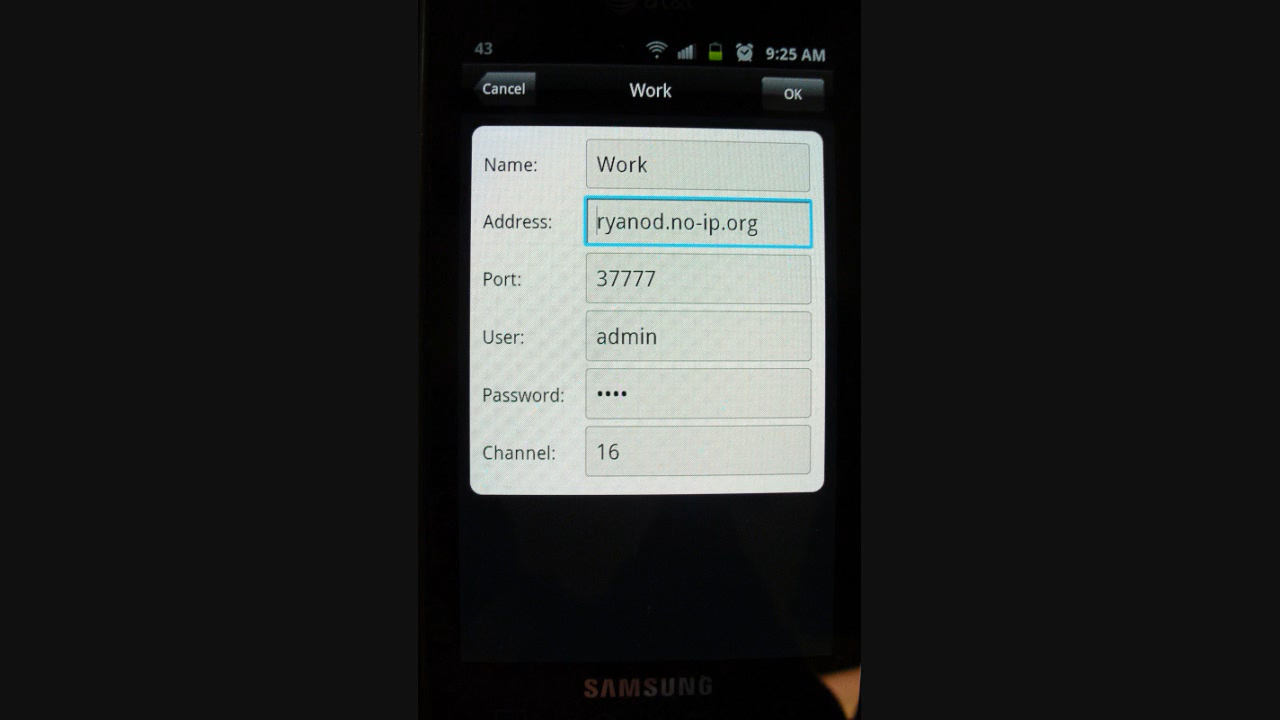 at&t
43 9:25 AM
Cancel Work OK
Name: Work
Address: ryanod.no-ip.org
Port: 37777
User: admin
Password: ••••
Channel: 16
SAMSUNG